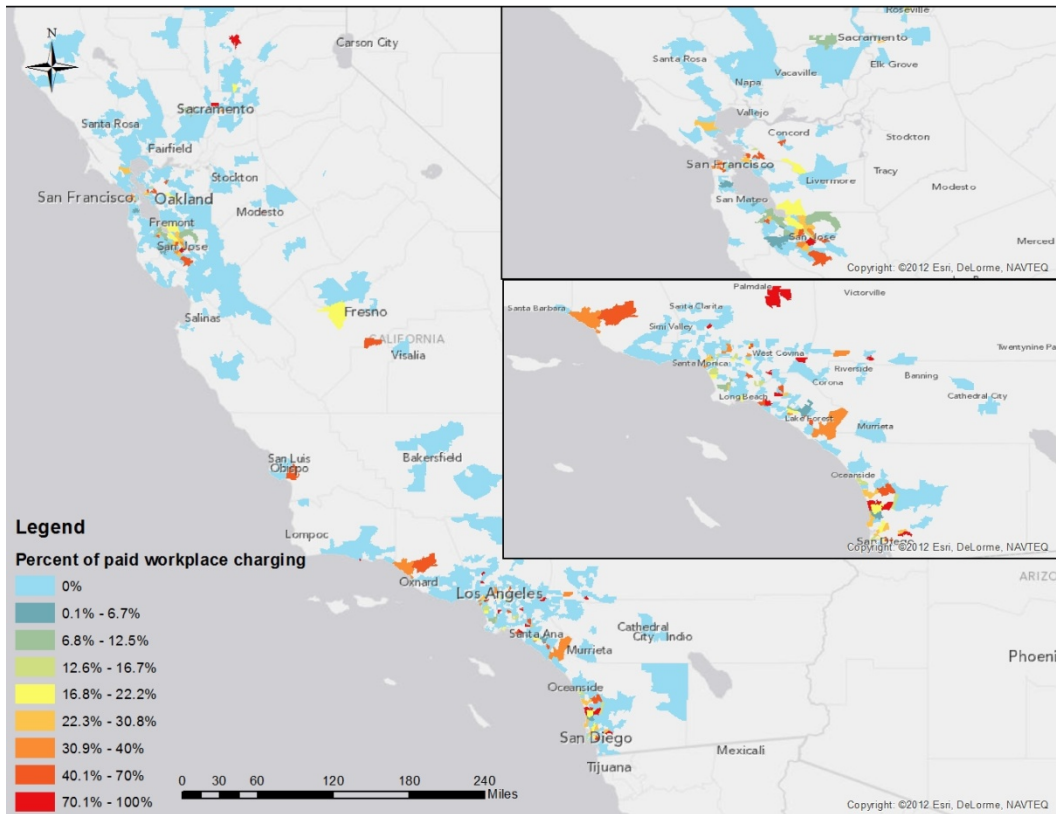 N
Carson City
Sacramento
Santa Rosa
Fairfield
San Francisco
Oakland
Stockton
Fremont
Modesto
San Jose
Salinas
Fresno
CALIFORNIA
Visalia
San Luis
Obispo
Bakersfield
Lompoc
Oxnard
Los Angeles
Santa Ana
Cathedral
City
Indio
Murrieta
Oceanside
San Diego
Tijuana
Mexicali
ARIZO
Phoeni
Legend
Percent of paid workplace charging
0%
0.1% - 6.7%
6.8% - 12.5%
12.6% - 16.7%
16.8% - 22.2%
22.3% - 30.8%
30.9% - 40%
40.1% - 70%
70.1% - 100%
0 30 60 120 180 240
Miles
Copyright: ©2012 Esri, DeLorme, NAVTEQ
Roseville
Sacramento
Santa Rosa
Elk Grove
Vacaville
Napa
Vallejo
Concord
Stockton
San Francisco
Tracy
Livermore
Modesto
San Mateo
San Jose
Merced
Copyright: ©2012 Esri, DeLorme, NAVTEQ
Palmdale
Victorville
Santa Barbara
Santa Clarita
Simi Valley
Twentynine Pa
West Covina
Santa Monica
Riverside
Banning
Corona
Long Beach
Cathedral City
Lake Forest
Murrieta
Oceanside
San Diego
Copyright: ©2012 Esri, DeLorme, NAVTEQ